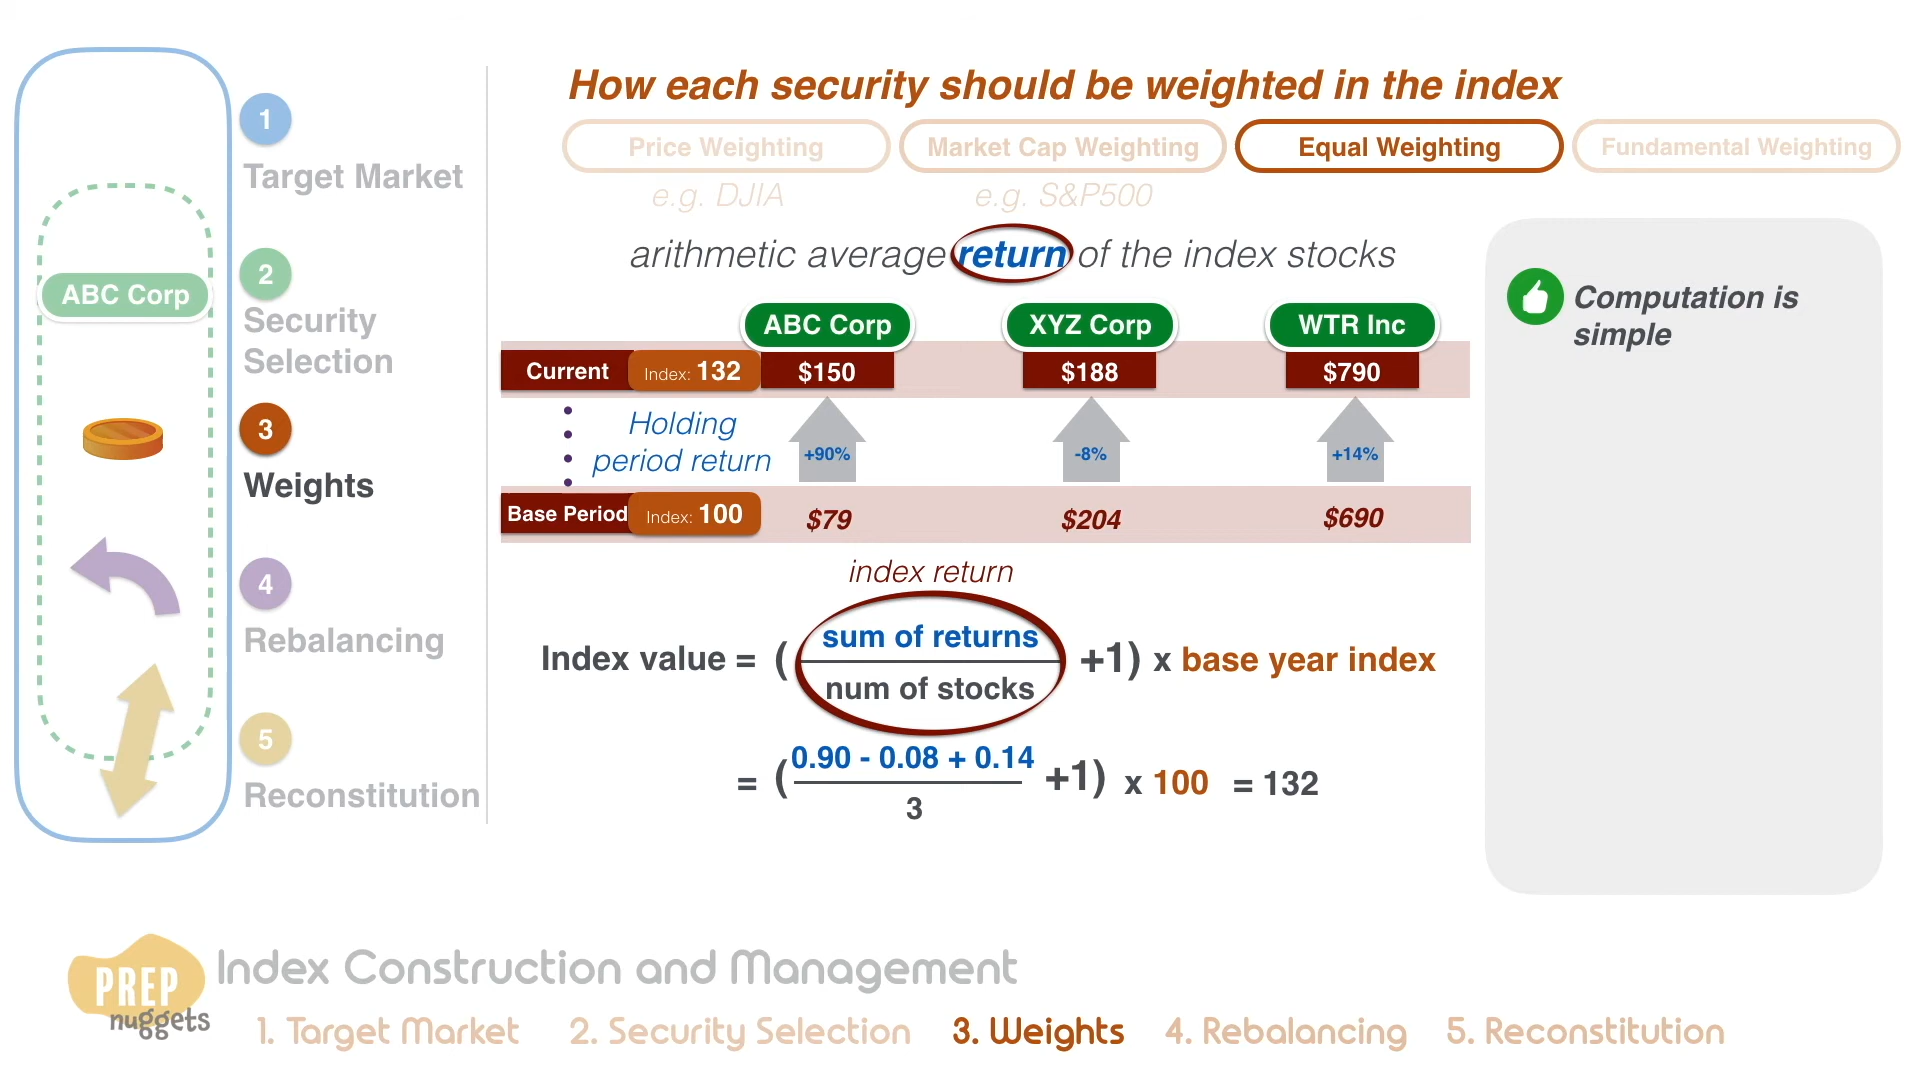 How each security should be weighted in the index
Price Weighting
Market Cap Weighting
Equal Weighting
Fundamental Weighting
e.g. DJIA
e.g. S&P500
arithmetic average return of the index stocks
1
Target Market
2
Security
Selection
ABC Corp
3
Weights
4
Rebalancing
5
Reconstitution
ABC Corp
XYZ Corp
WTR Inc
Current
Index: 132
$150
$188
$790
Holding
period return
+90%
-8%
+14%
Base Period
Index: 100
$79
$204
$690
index return
Index value = ( sum of returns +1) x base year index
num of stocks
= ( 0.90 - 0.08 + 0.14 +1) x 100 = 132
3
Computation is
simple
PREP
nuggets
Index Construction and Management
1. Target Market
2. Security Selection
3. Weights
4. Rebalancing
5. Reconstitution